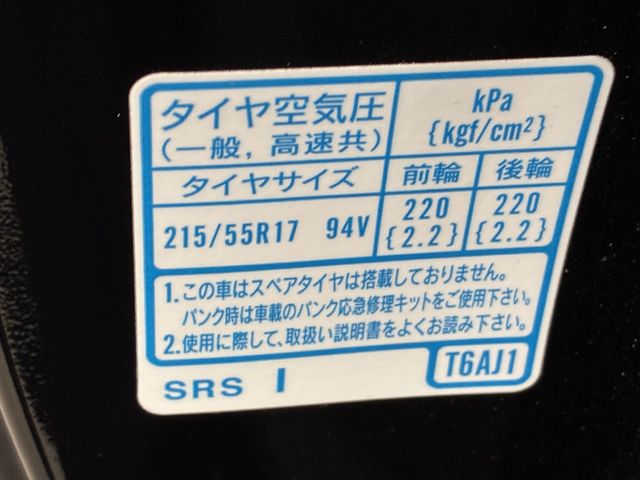 タイヤ空気圧
(一般,高速共)
kPa
{kgf/cm²}
タイヤサイズ 前輪 後輪
215/55R17 94V 220 220
{2.2} {2.2}
1.この車はスペアタイヤは搭載しておりません。
パンク時は車載のパンク応急修理キットをご使用下さい。
2.使用に際して、取扱い説明書をよくお読み下さい。
SRS I T6AJ1